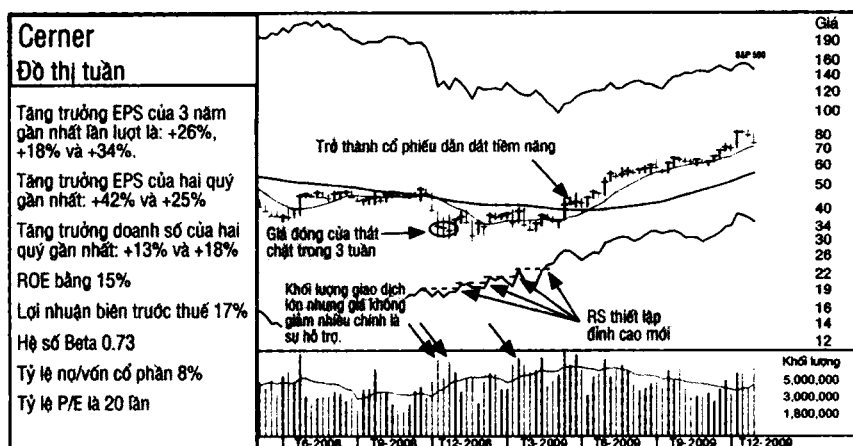 Cerner
Đồ thị tuần
Tăng trưởng EPS của 3 năm
gần nhất lần lượt là: +26%,
+18% và +34%.
Tăng trưởng EPS của hai quý
gần nhất: +42% và +25%
Tăng trưởng doanh số của hai
quý gần nhất: +13% và +18%
ROE bằng 15%
Lợi nhuận biên trước thuế 17%
Hệ số Beta 0.73
Tỷ lệ nợ/vốn cổ phần 8%
Tỷ lệ P/E là 20 lần
S&P 500
Trở thành cổ phiếu dẫn dắt tiềm năng
Giá đóng cửa thắt
chặt trong 3 tuần
Khối lượng giao dịch
lớn nhưng giá không
giảm nhiều chính là
sự hỗ trợ.
RS thiết lập
đỉnh cao mới
Giá
190
160
140
120
100
80
70
60
50
40
34
30
26
22
19
16
14
12
Khối lượng
5,000,000
3,000,000
1,800,000
T6-2008
T9-2008
T12-2008
T3-2009
T6-2009
T9-2009
T12-2009